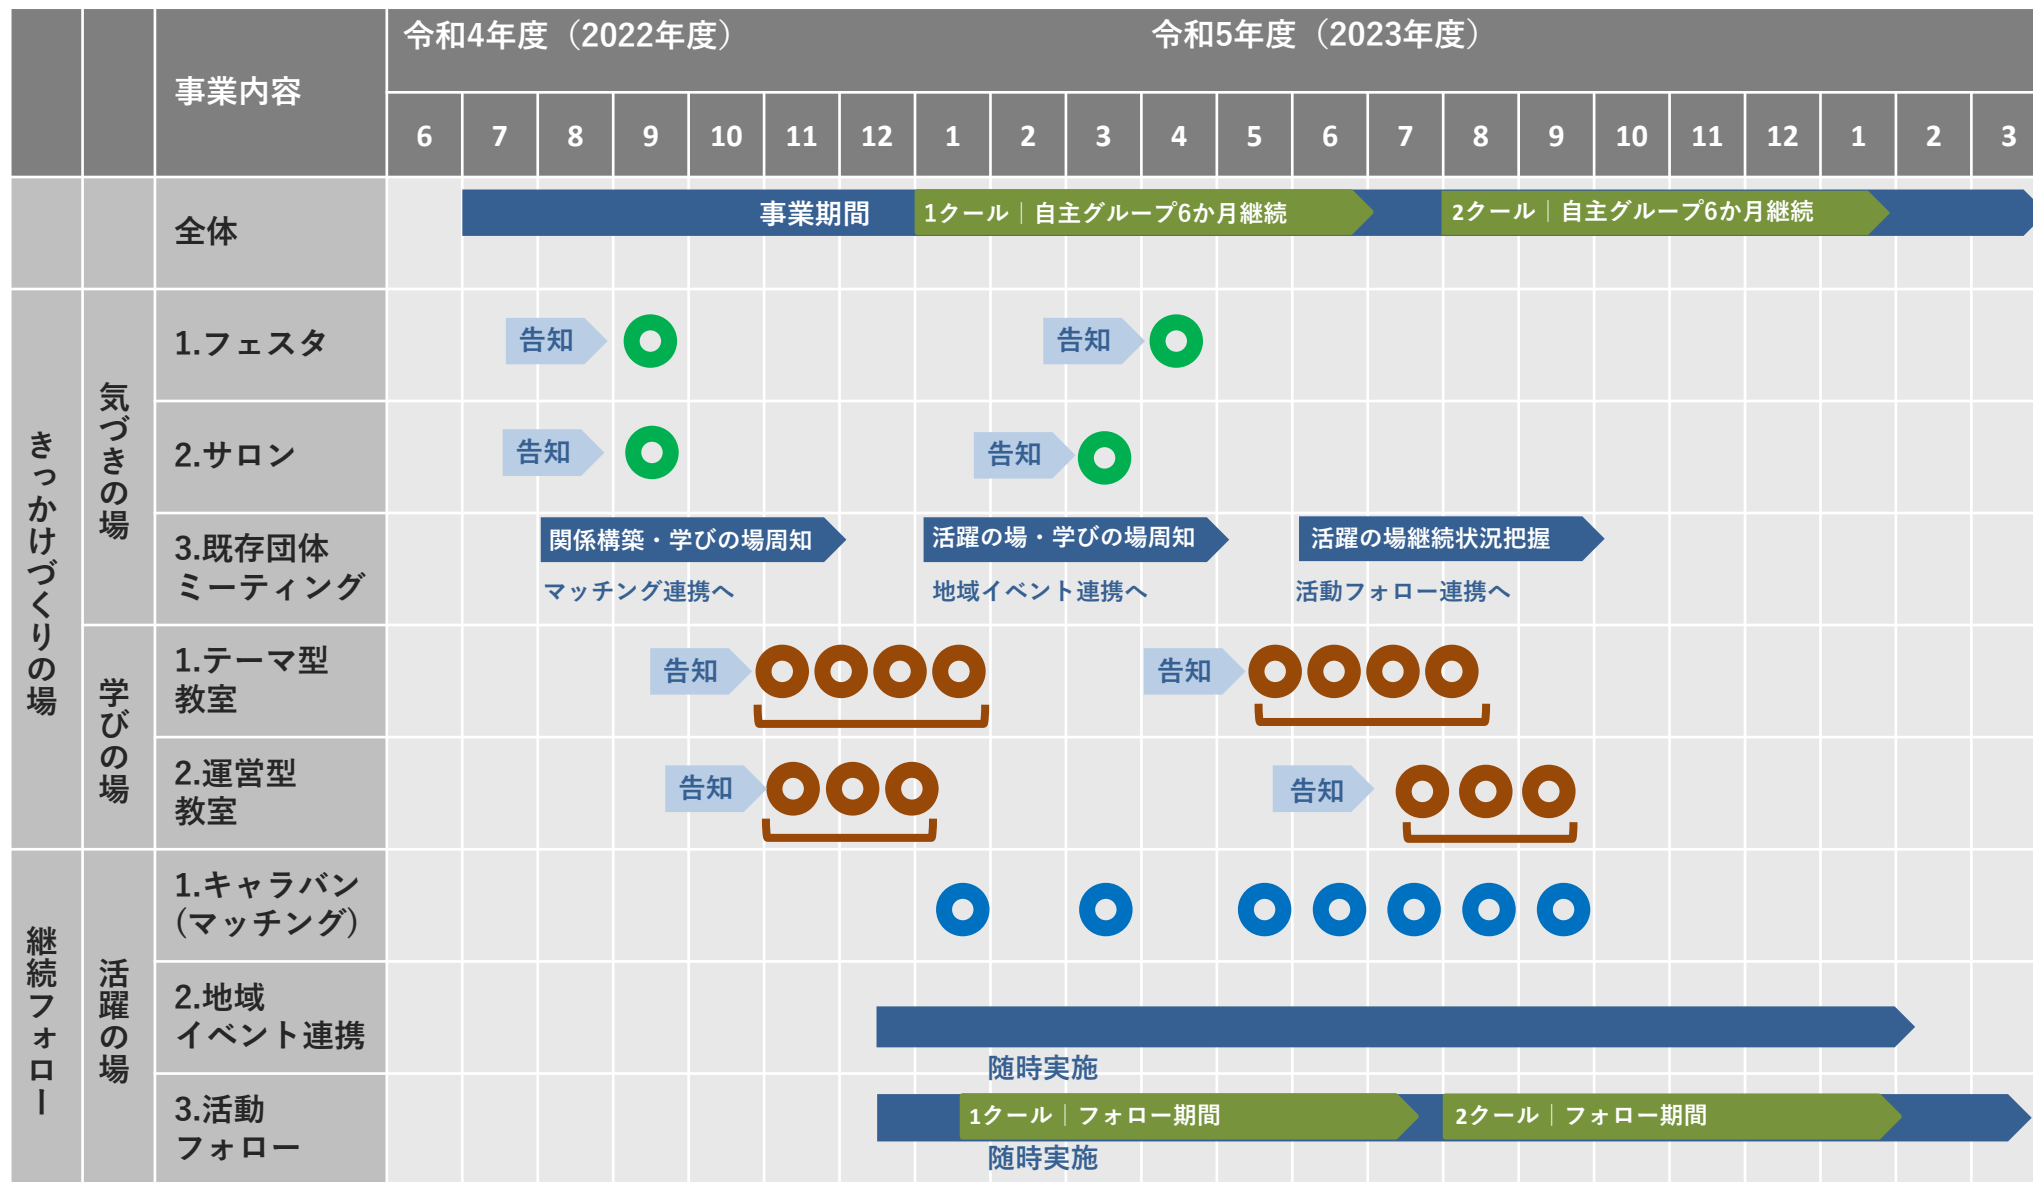 事業内容
令和4年度（2022年度）
令和5年度（2023年度）
6 7 8 9 10 11 12 1 2 3 4 5 6 7 8 9 10 11 12 1 2 3
全体
事業期間
1クール｜自主グループ6か月継続
2クール｜自主グループ6か月継続
きっかけづくりの場
気づきの場
1.フェスタ
告知
告知
2.サロン
告知
告知
3.既存団体
ミーティング
関係構築・学びの場周知
活躍の場・学びの場周知
活躍の場継続状況把握
マッチング連携へ
地域イベント連携へ
活動フォロー連携へ
学びの場
1.テーマ型
教室
告知
告知
2.運営型
教室
告知
告知
継続フォロー
活躍の場
1.キャラバン
(マッチング)
2.地域
イベント連携
随時実施
3.活動
フォロー
1クール｜フォロー期間
2クール｜フォロー期間
随時実施